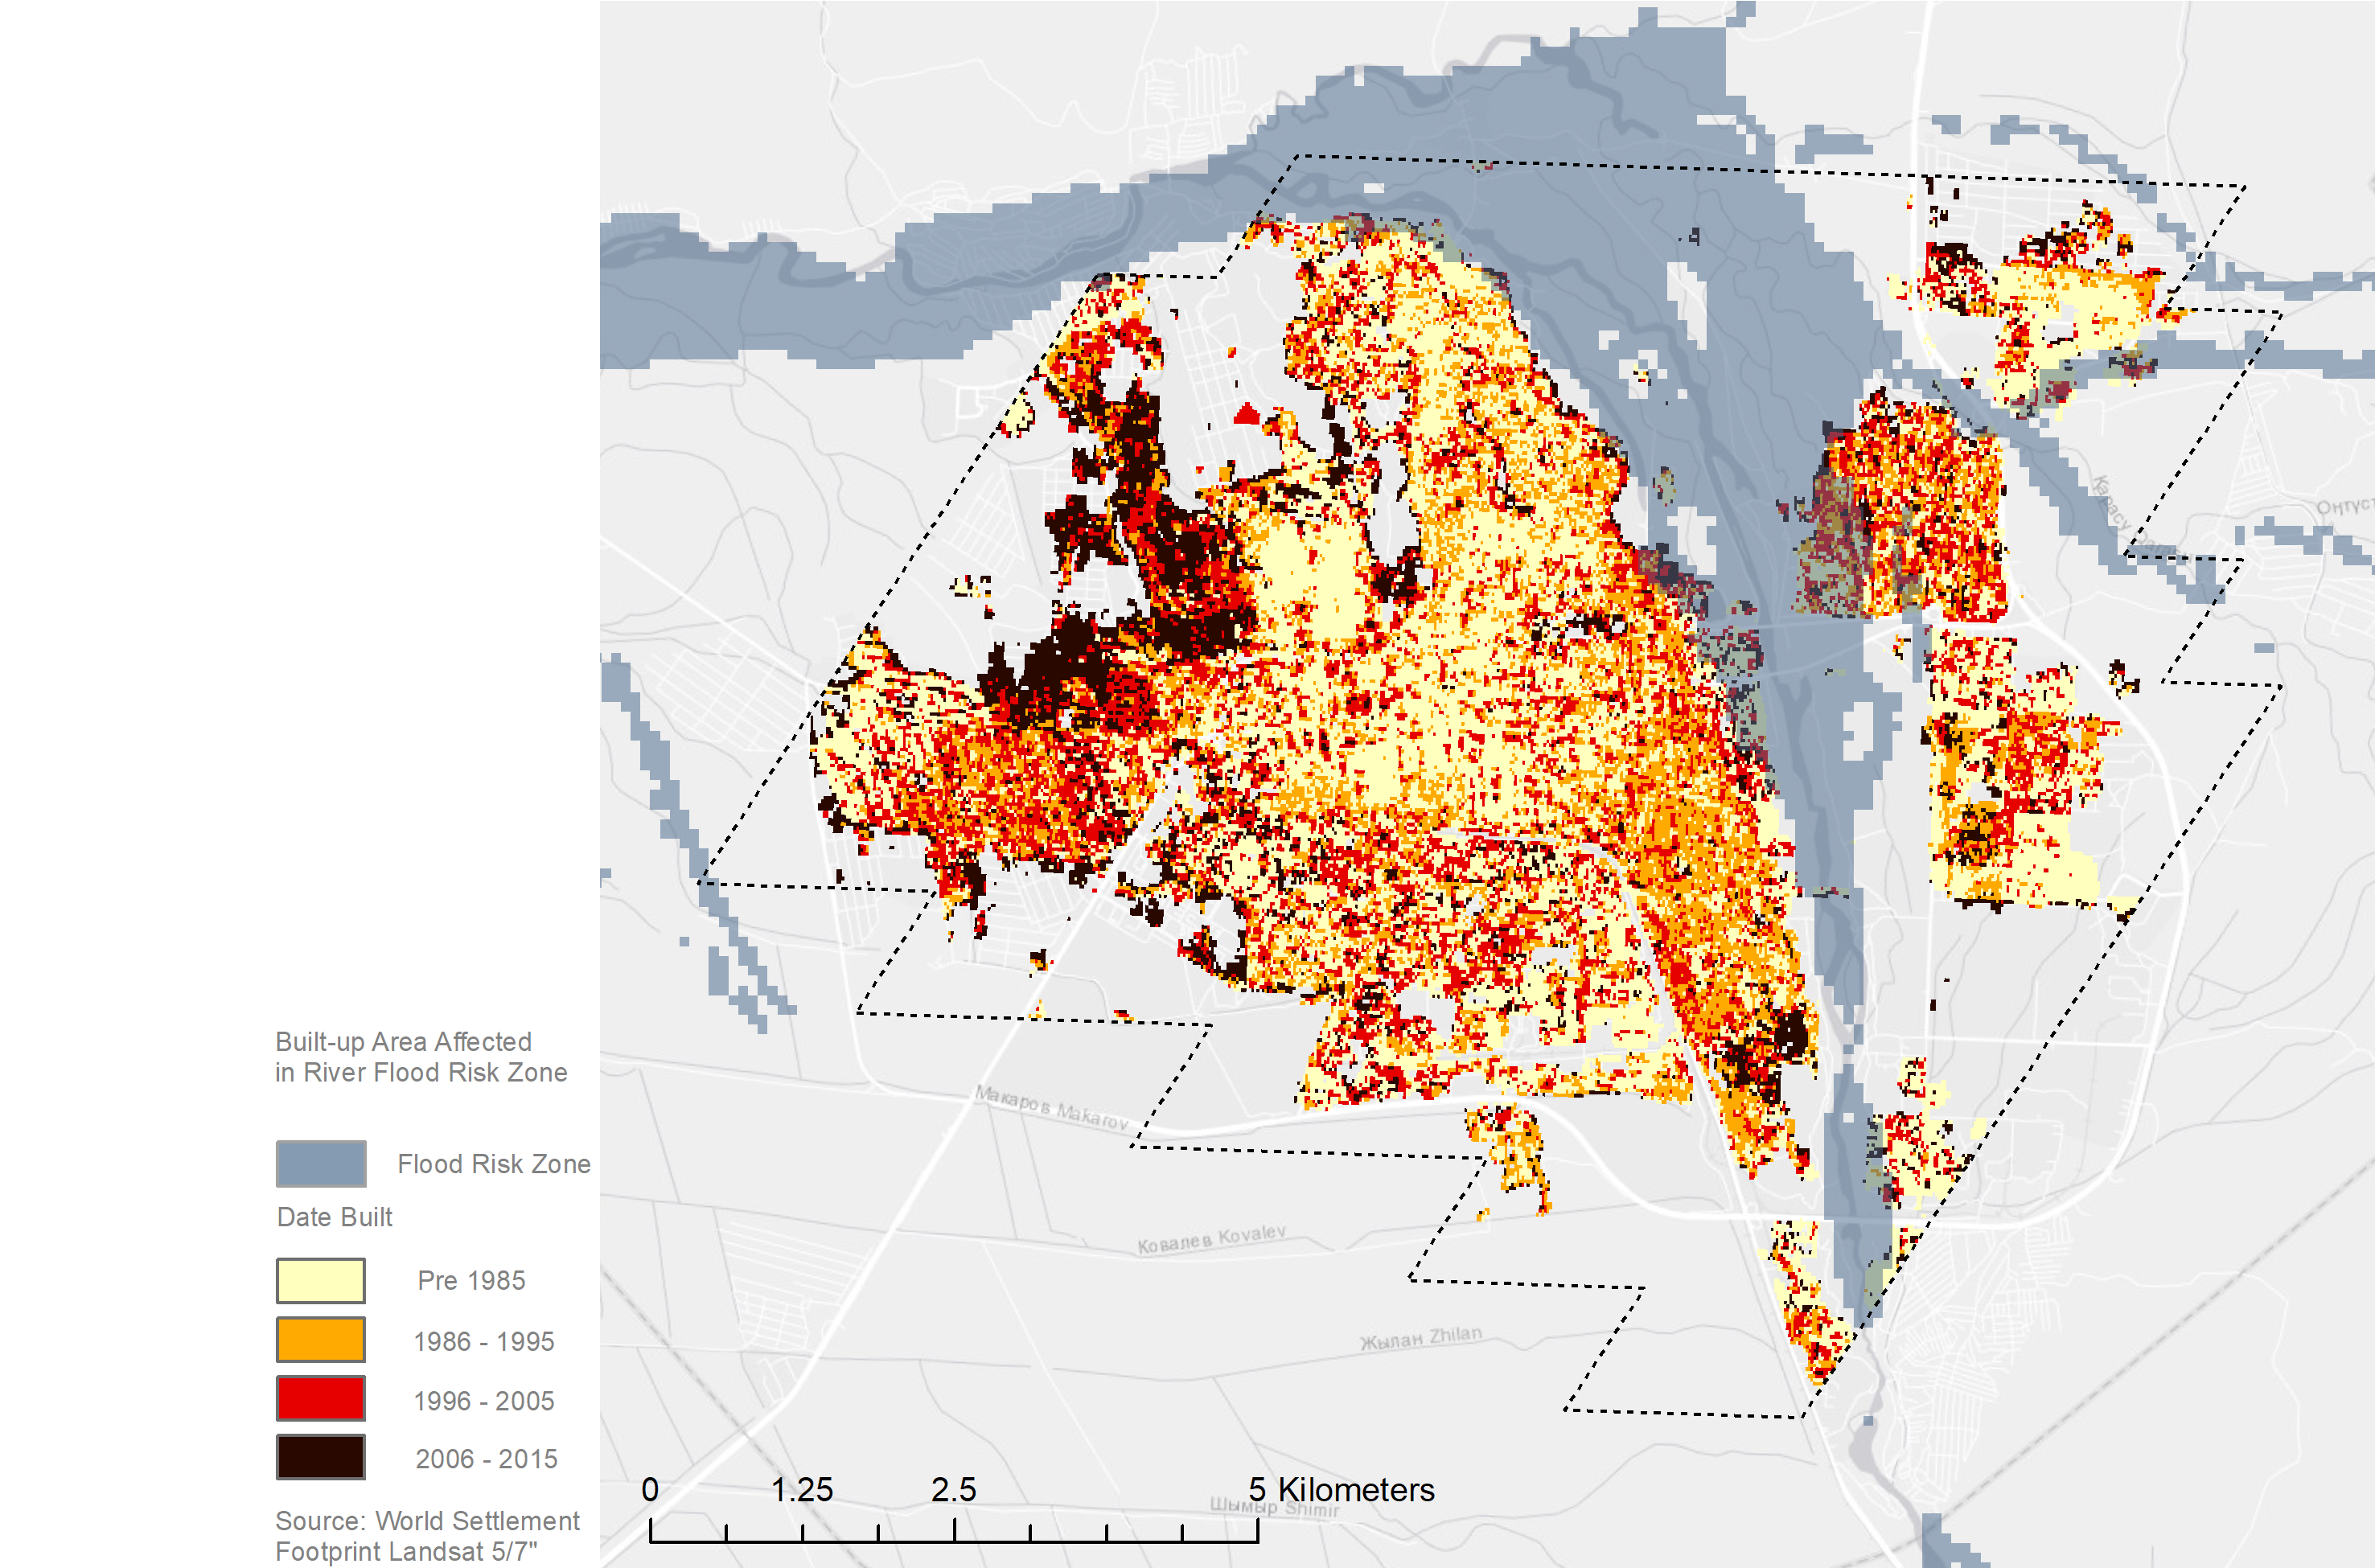 Built-up Area Affected
in River Flood Risk Zone
Flood Risk Zone
Date Built
Pre 1985
1986 - 1995
1996 - 2005
2006 - 2015
Source: World Settlement
Footprint Landsat 5/7"
0 1.25 2.5 5 Kilometers
Макаров Makarov
Ковалев Kovalev
Жылан Zhilan
Шымыр Shimir
Карасу